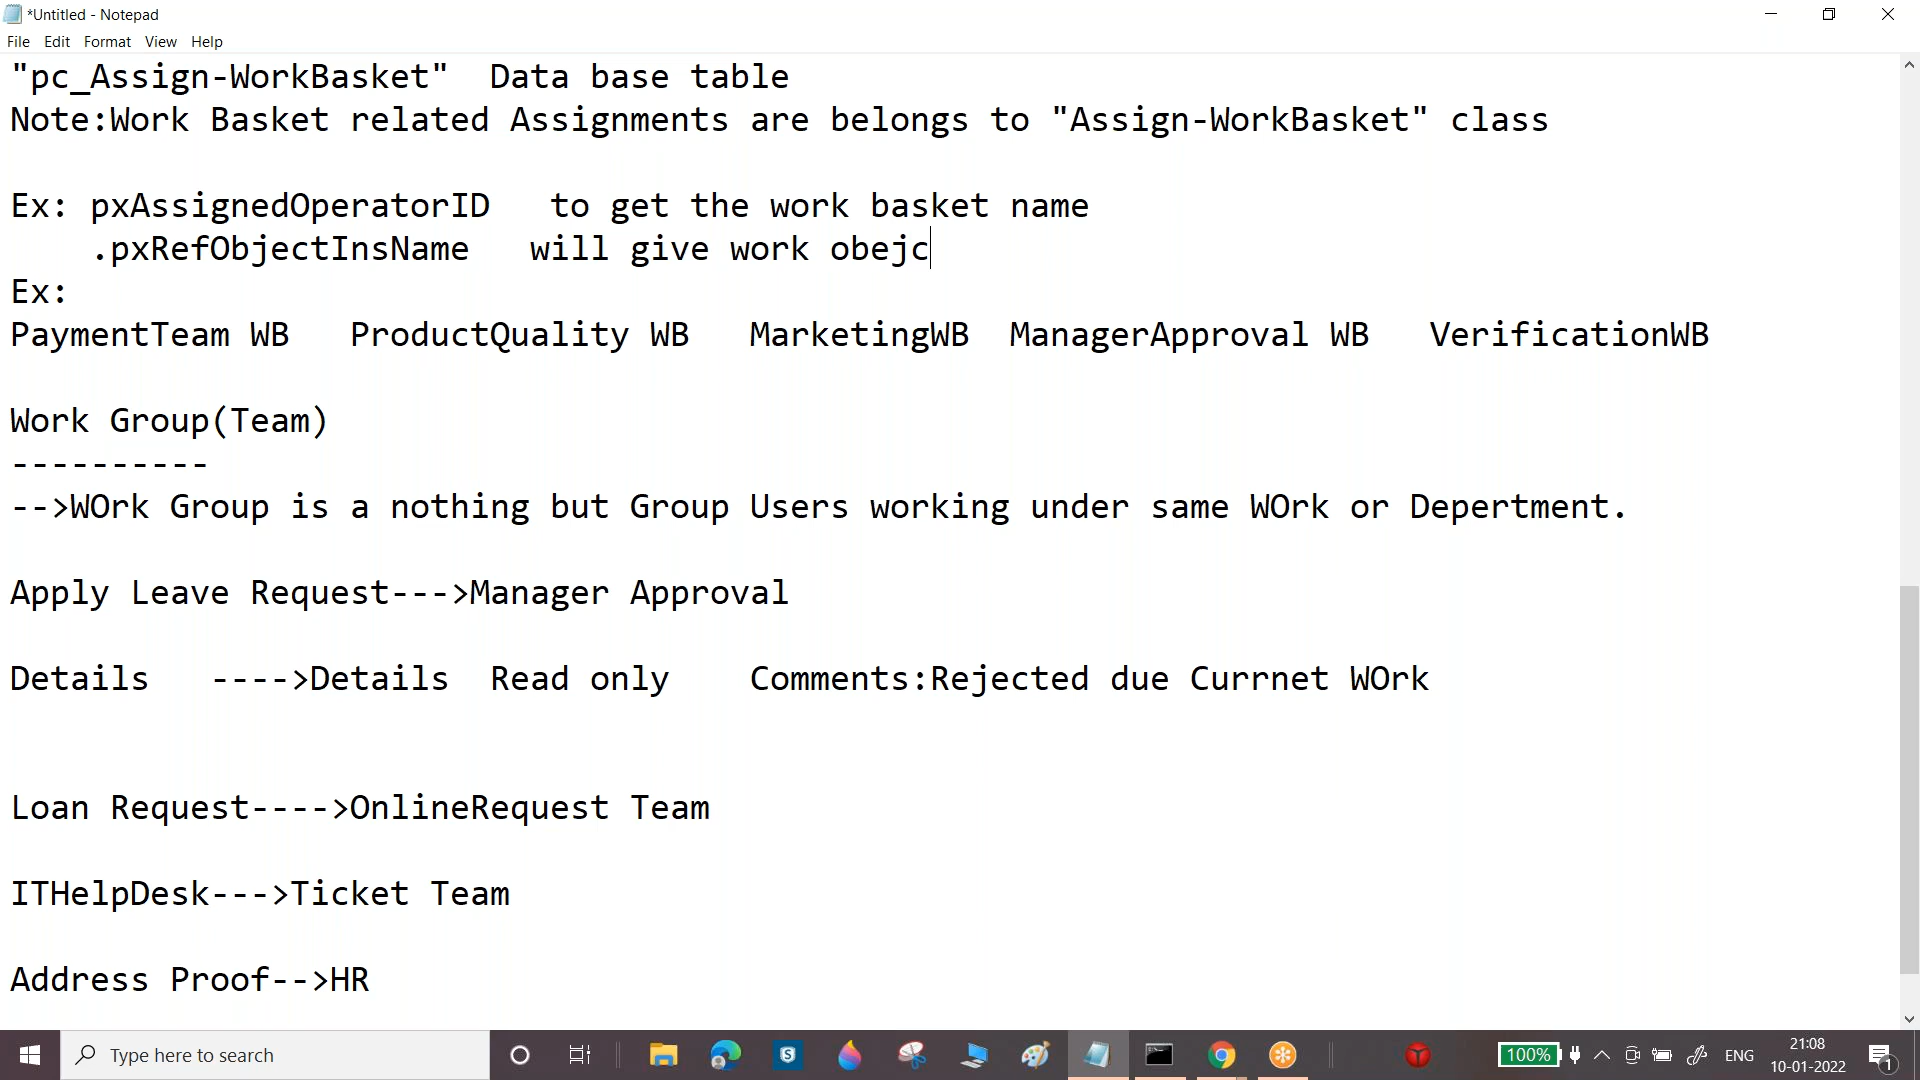 *Untitled - Notepad
File Edit Format View Help
"pc_Assign-WorkBasket"  Data base table
Note:Work Basket related Assignments are belongs to "Assign-WorkBasket" class
Ex: pxAssignedOperatorID   to get the work basket name
.pxRefObjectInsName   will give work obejc
Ex:
PaymentTeam WB   ProductQuality WB   MarketingWB  ManagerApproval WB   VerificationWB
Work Group(Team)
----------
-->WOrk Group is a nothing but Group Users working under same WOrk or Depertment.
Apply Leave Request--->Manager Approval
Details   ---->Details  Read only    Comments:Rejected due Currnet WOrk
Loan Request---->OnlineRequest Team
ITHelpDesk--->Ticket Team
Address Proof-->HR
Type here to search
S
100%
ENG
21:08
10-01-2022
1